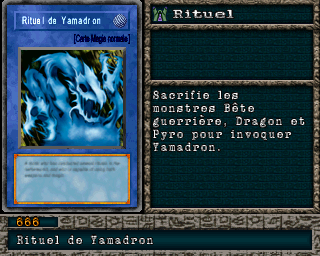 Rituel de Yamadron
[Carte Magie normale]
Rituel
Sacrifie les
monstres Bête
guerrière, Dragon et
Pyro pour invoquer
Yamadron.
666
Rituel de Yamadron